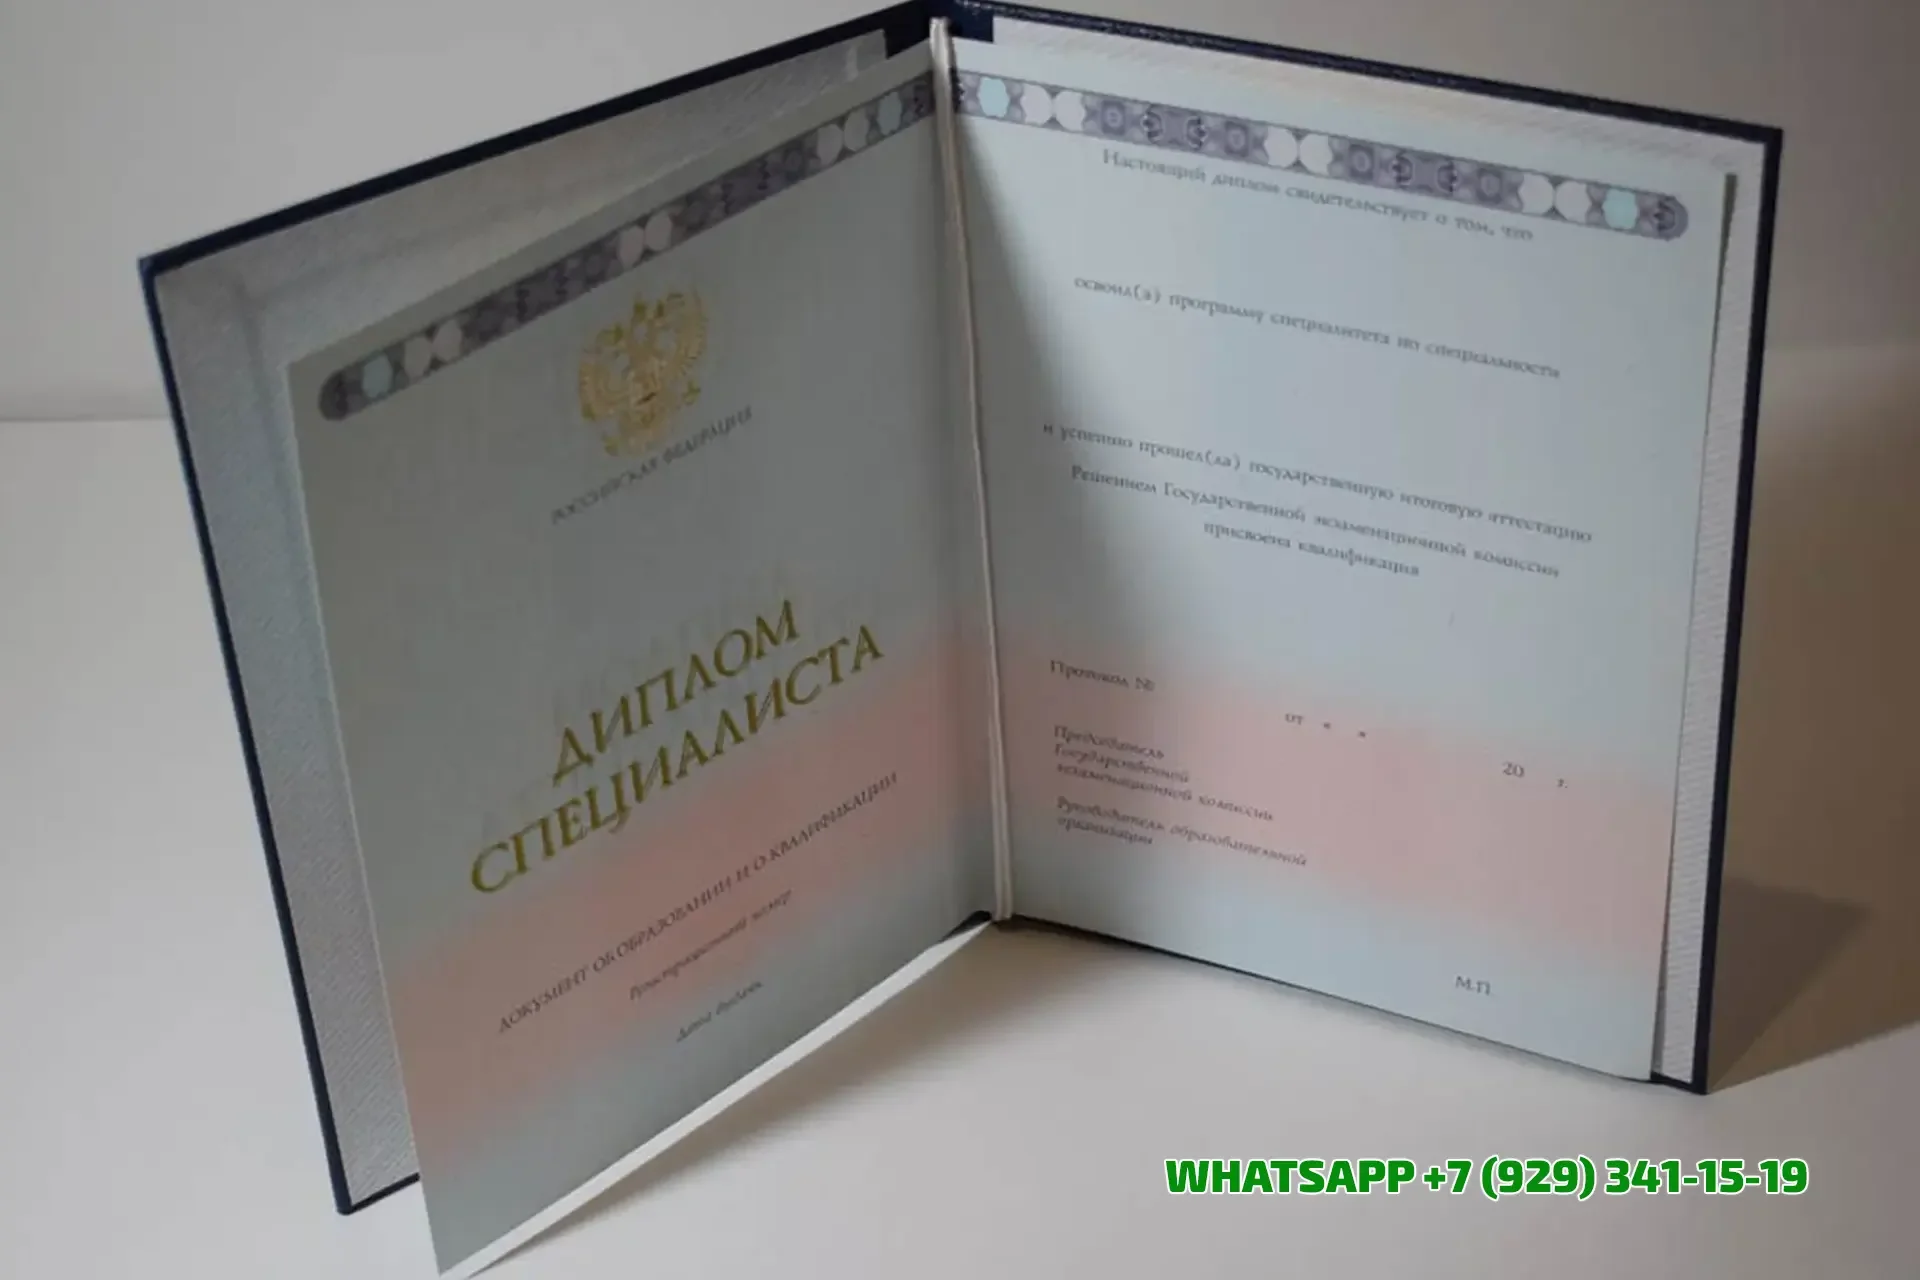 РОССИЙСКАЯ ФЕДЕРАЦИЯ
ДИПЛОМ
СПЕЦИАЛИСТА
ДОКУМЕНТ ОБ ОБРАЗОВАНИИ И О КВАЛИФИКАЦИИ
Регистрационный номер
Дата выдачи
Настоящий диплом свидетельствует о том, что
освоил(а) программу специалитета по специальности
и успешно прошел(ла) государственную итоговую аттестацию
Решением Государственной экзаменационной комиссии
присвоена квалификация
Протокол №
от « » 20 г.
Председатель
Государственной
экзаменационной комиссии
Руководитель образовательной
организации
М.П.
WHATSAPP +7 (929) 341-15-19